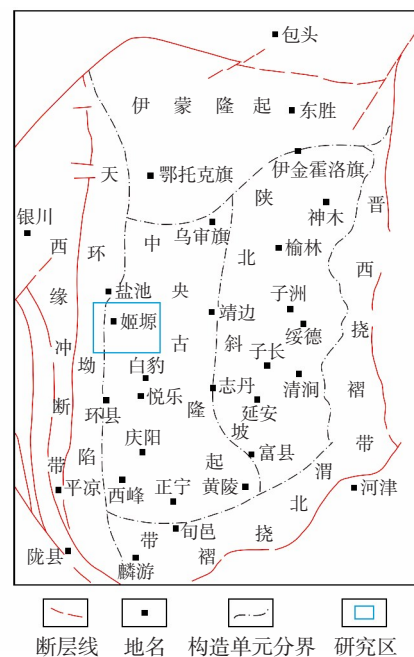 包头
伊蒙隆起
东胜
伊金霍洛旗
鄂托克旗
天环坳陷
陕北斜坡
神木
晋西挠褶带
银川
乌审旗
中央古隆起
榆林
西缘冲断带
盐池
子洲
姬塬
靖边
绥德
子长
白豹
志丹
清涧
悦乐
环县
延安
庆阳
富县
平凉
西峰
正宁
黄陵
河津
渭北挠褶带
旬邑
陇县
麟游
断层线
地名
构造单元分界
研究区